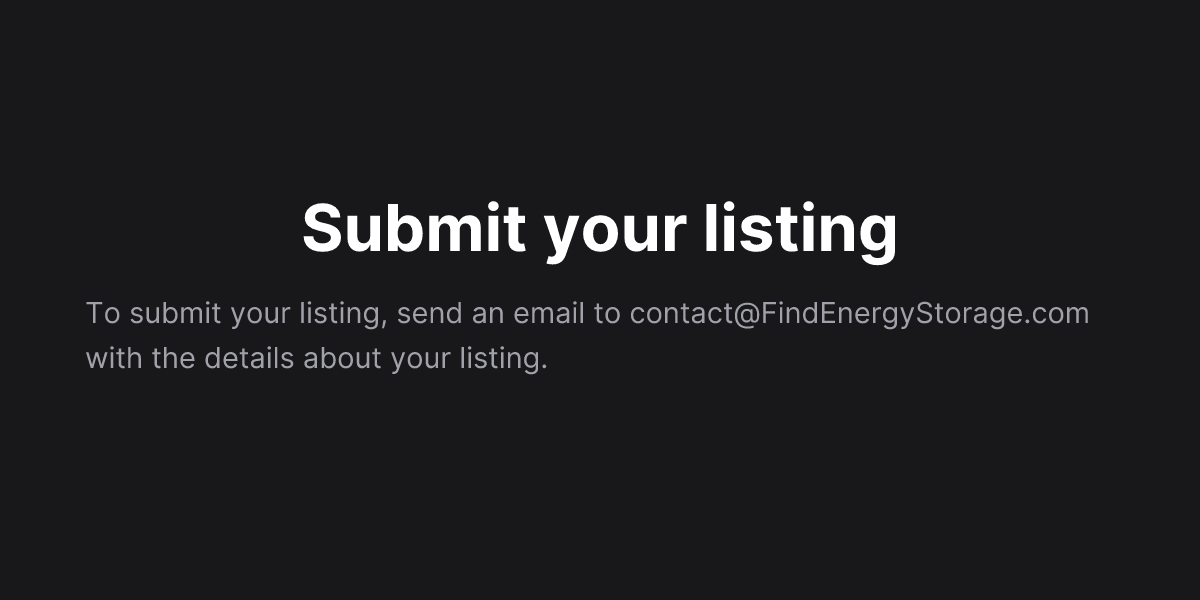 Submit your listing
To submit your listing, send an email to contact@FindEnergyStorage.com
with the details about your listing.